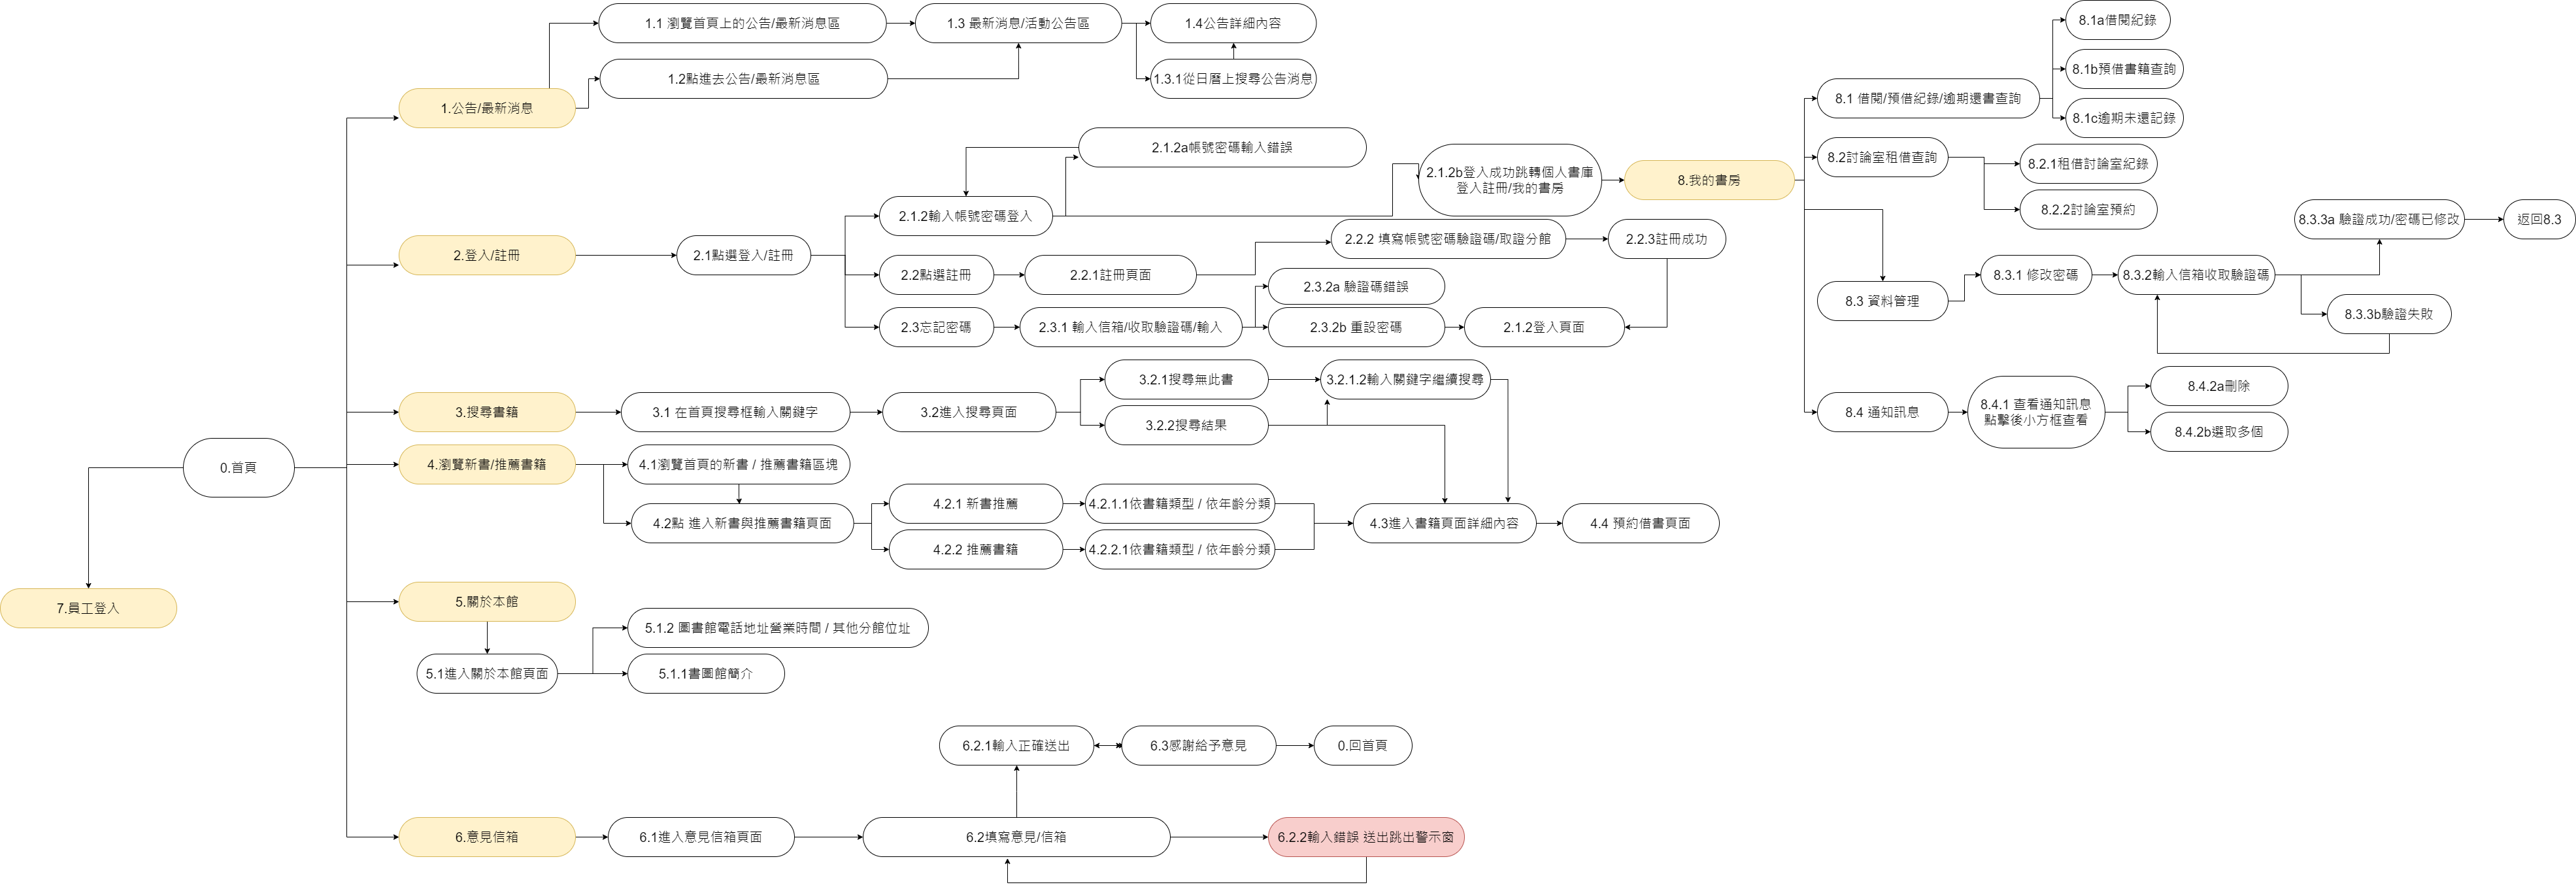 0.首頁
7.員工登入
1.公告/最新消息
1.1 瀏覽首頁上的公告/最新消息區
1.2點進去公告/最新消息區
1.3 最新消息/活動公告區
1.4公告詳細內容
1.3.1從日曆上搜尋公告消息
2.登入/註冊
2.1點選登入/註冊
2.1.2輸入帳號密碼登入
2.1.2a帳號密碼輸入錯誤
2.1.2b登入成功跳轉個人書庫
登入註冊/我的書房
2.2點選註冊
2.2.1註冊頁面
2.2.2 填寫帳號密碼驗證碼/取證分館
2.2.3註冊成功
2.3忘記密碼
2.3.1 輸入信箱/收取驗證碼/輸入
2.3.2a 驗證碼錯誤
2.3.2b 重設密碼
2.1.2登入頁面
3.搜尋書籍
3.1 在首頁搜尋框輸入關鍵字
3.2進入搜尋頁面
3.2.1搜尋無此書
3.2.1.2輸入關鍵字繼續搜尋
3.2.2搜尋結果
4.瀏覽新書/推薦書籍
4.1瀏覽首頁的新書 / 推薦書籍區塊
4.2點 進入新書與推薦書籍頁面
4.2.1 新書推薦
4.2.1.1依書籍類型 / 依年齡分類
4.2.2 推薦書籍
4.2.2.1依書籍類型 / 依年齡分類
4.3進入書籍頁面詳細內容
4.4 預約借書頁面
5.關於本館
5.1進入關於本館頁面
5.1.2 圖書館電話地址營業時間 / 其他分館位址
5.1.1書圖館簡介
6.意見信箱
6.1進入意見信箱頁面
6.2填寫意見/信箱
6.2.1輸入正確送出
6.3感謝給予意見
0.回首頁
6.2.2輸入錯誤 送出跳出警示窗
8.我的書房
8.1 借閱/預借紀錄/逾期還書查詢
8.1a借閱紀錄
8.1b預借書籍查詢
8.1c逾期未還記錄
8.2討論室租借查詢
8.2.1租借討論室紀錄
8.2.2討論室預約
8.3 資料管理
8.3.1 修改密碼
8.3.2輸入信箱收取驗證碼
8.3.3a 驗證成功/密碼已修改
返回8.3
8.3.3b驗證失敗
8.4 通知訊息
8.4.1 查看通知訊息
點擊後小方框查看
8.4.2a刪除
8.4.2b選取多個